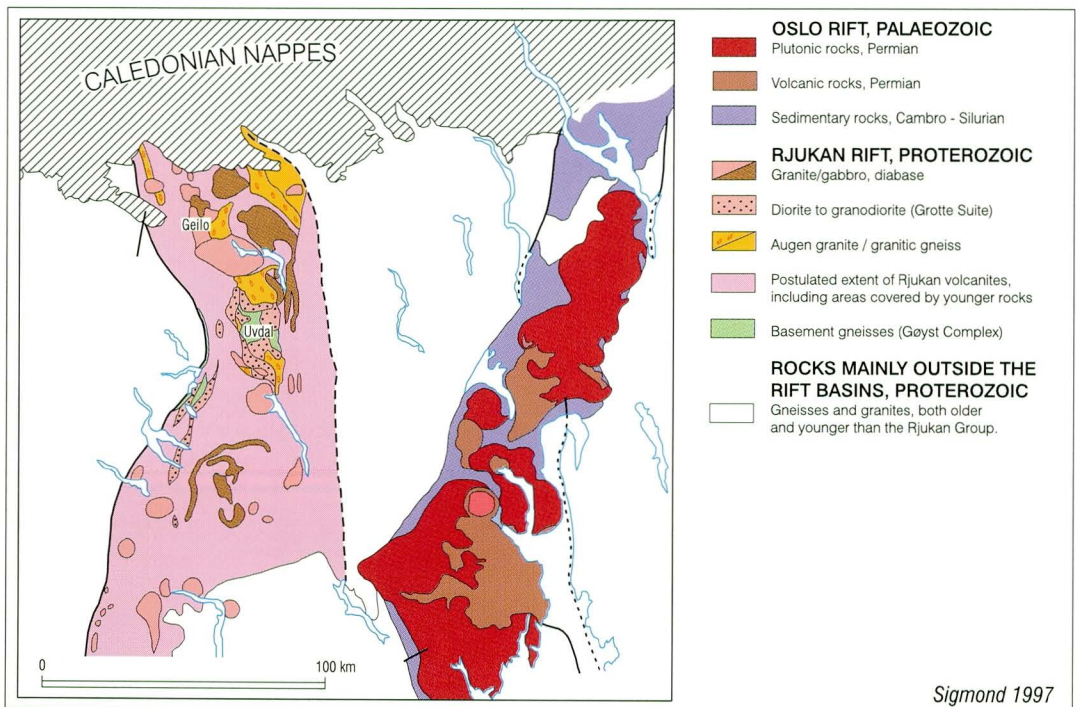 CALEDONIAN NAPPES
Geilo
Uvdal
0
100 km
OSLO RIFT, PALAEOZOIC
Plutonic rocks, Permian
Volcanic rocks, Permian
Sedimentary rocks, Cambro - Silurian
RJUKAN RIFT, PROTEROZOIC
Granite/gabbro, diabase
Diorite to granodiorite (Grotte Suite)
Augen granite / granitic gneiss
Postulated extent of Rjukan volcanites,
including areas covered by younger rocks
Basement gneisses (Gøyst Complex)
ROCKS MAINLY OUTSIDE THE
RIFT BASINS, PROTEROZOIC
Gneisses and granites, both older
and younger than the Rjukan Group.
Sigmond 1997